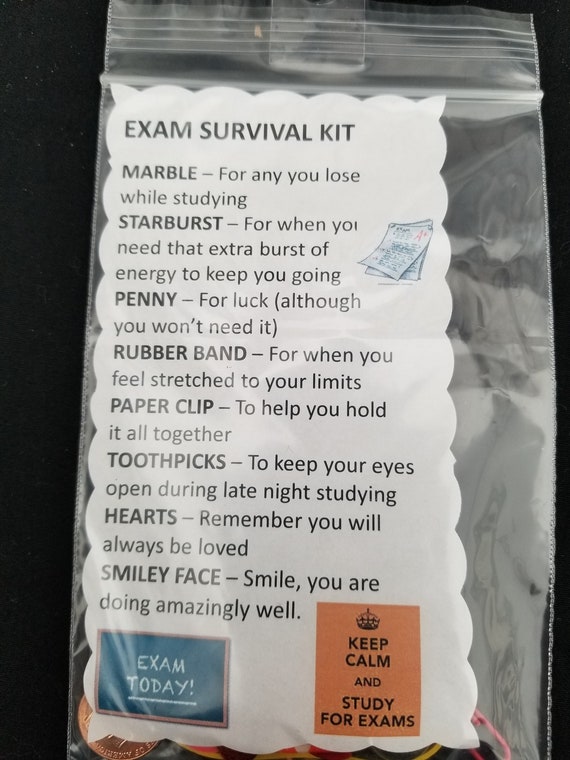 EXAM SURVIVAL KIT
MARBLE – For any you lose
while studying
STARBURST – For when you
need that extra burst of
energy to keep you going
PENNY – For luck (although
you won't need it)
RUBBER BAND – For when you
feel stretched to your limits
PAPER CLIP – To help you hold
it all together
TOOTHPICKS – To keep your eyes
open during late night studying
HEARTS – Remember you will
always be loved
SMILEY FACE – Smile, you are
doing amazingly well.
A+
EXAM
TODAY!
KEEP
CALM
AND
STUDY
FOR EXAMS